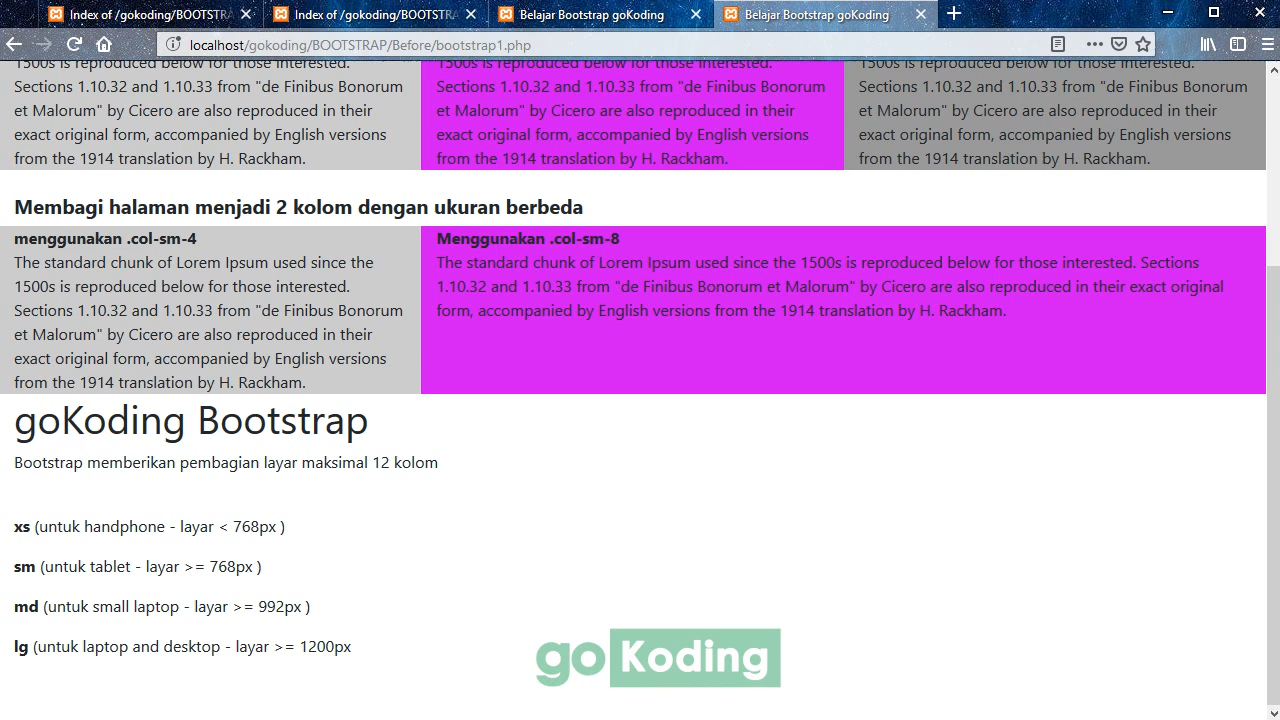 Index of /gokoding/BOOTSTRA
Index of /gokoding/BOOTSTRA
Belajar Bootstrap goKoding
Belajar Bootstrap goKoding
localhost/gokoding/BOOTSTRAP/Before/bootstrap1.php
1500s is reproduced below for those interested.
Sections 1.10.32 and 1.10.33 from "de Finibus Bonorum
et Malorum" by Cicero are also reproduced in their
exact original form, accompanied by English versions
from the 1914 translation by H. Rackham.
1500s is reproduced below for those interested.
Sections 1.10.32 and 1.10.33 from "de Finibus Bonorum
et Malorum" by Cicero are also reproduced in their
exact original form, accompanied by English versions
from the 1914 translation by H. Rackham.
1500s is reproduced below for those interested.
Sections 1.10.32 and 1.10.33 from "de Finibus Bonorum
et Malorum" by Cicero are also reproduced in their
exact original form, accompanied by English versions
from the 1914 translation by H. Rackham.
Membagi halaman menjadi 2 kolom dengan ukuran berbeda
menggunakan .col-sm-4
The standard chunk of Lorem Ipsum used since the
1500s is reproduced below for those interested.
Sections 1.10.32 and 1.10.33 from "de Finibus Bonorum
et Malorum" by Cicero are also reproduced in their
exact original form, accompanied by English versions
from the 1914 translation by H. Rackham.
Menggunakan .col-sm-8
The standard chunk of Lorem Ipsum used since the 1500s is reproduced below for those interested. Sections
1.10.32 and 1.10.33 from "de Finibus Bonorum et Malorum" by Cicero are also reproduced in their exact original
form, accompanied by English versions from the 1914 translation by H. Rackham.
goKoding Bootstrap
Bootstrap memberikan pembagian layar maksimal 12 kolom
xs (untuk handphone - layar < 768px )
sm (untuk tablet - layar >= 768px )
md (untuk small laptop - layar >= 992px )
lg (untuk laptop and desktop - layar >= 1200px
go Koding